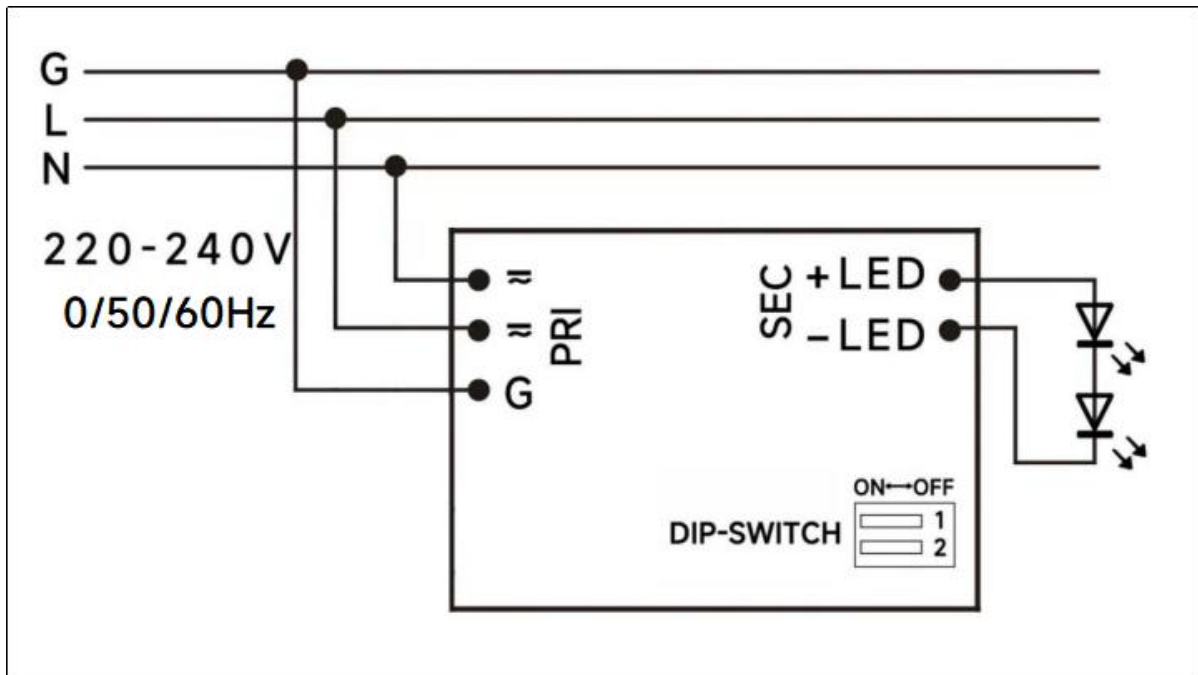 G
L
N
220-240V
0/50/60Hz
PRI
G
SEC
+LED
-LED
ON↔OFF
DIP-SWITCH
1
2